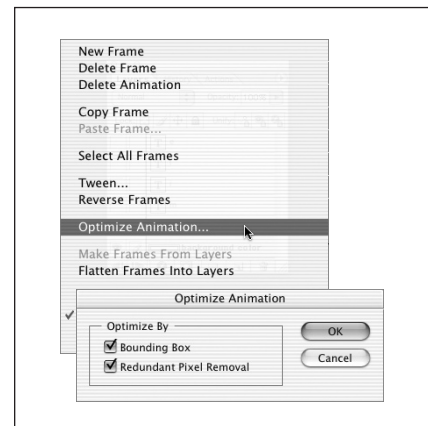 New Frame
Delete Frame
Delete Animation
Copy Frame
Paste Frame...
Select All Frames
Tween...
Reverse Frames
Optimize Animation...
Make Frames From Layers
Flatten Frames Into Layers
Optimize Animation
Optimize By
Bounding Box
Redundant Pixel Removal
OK
Cancel